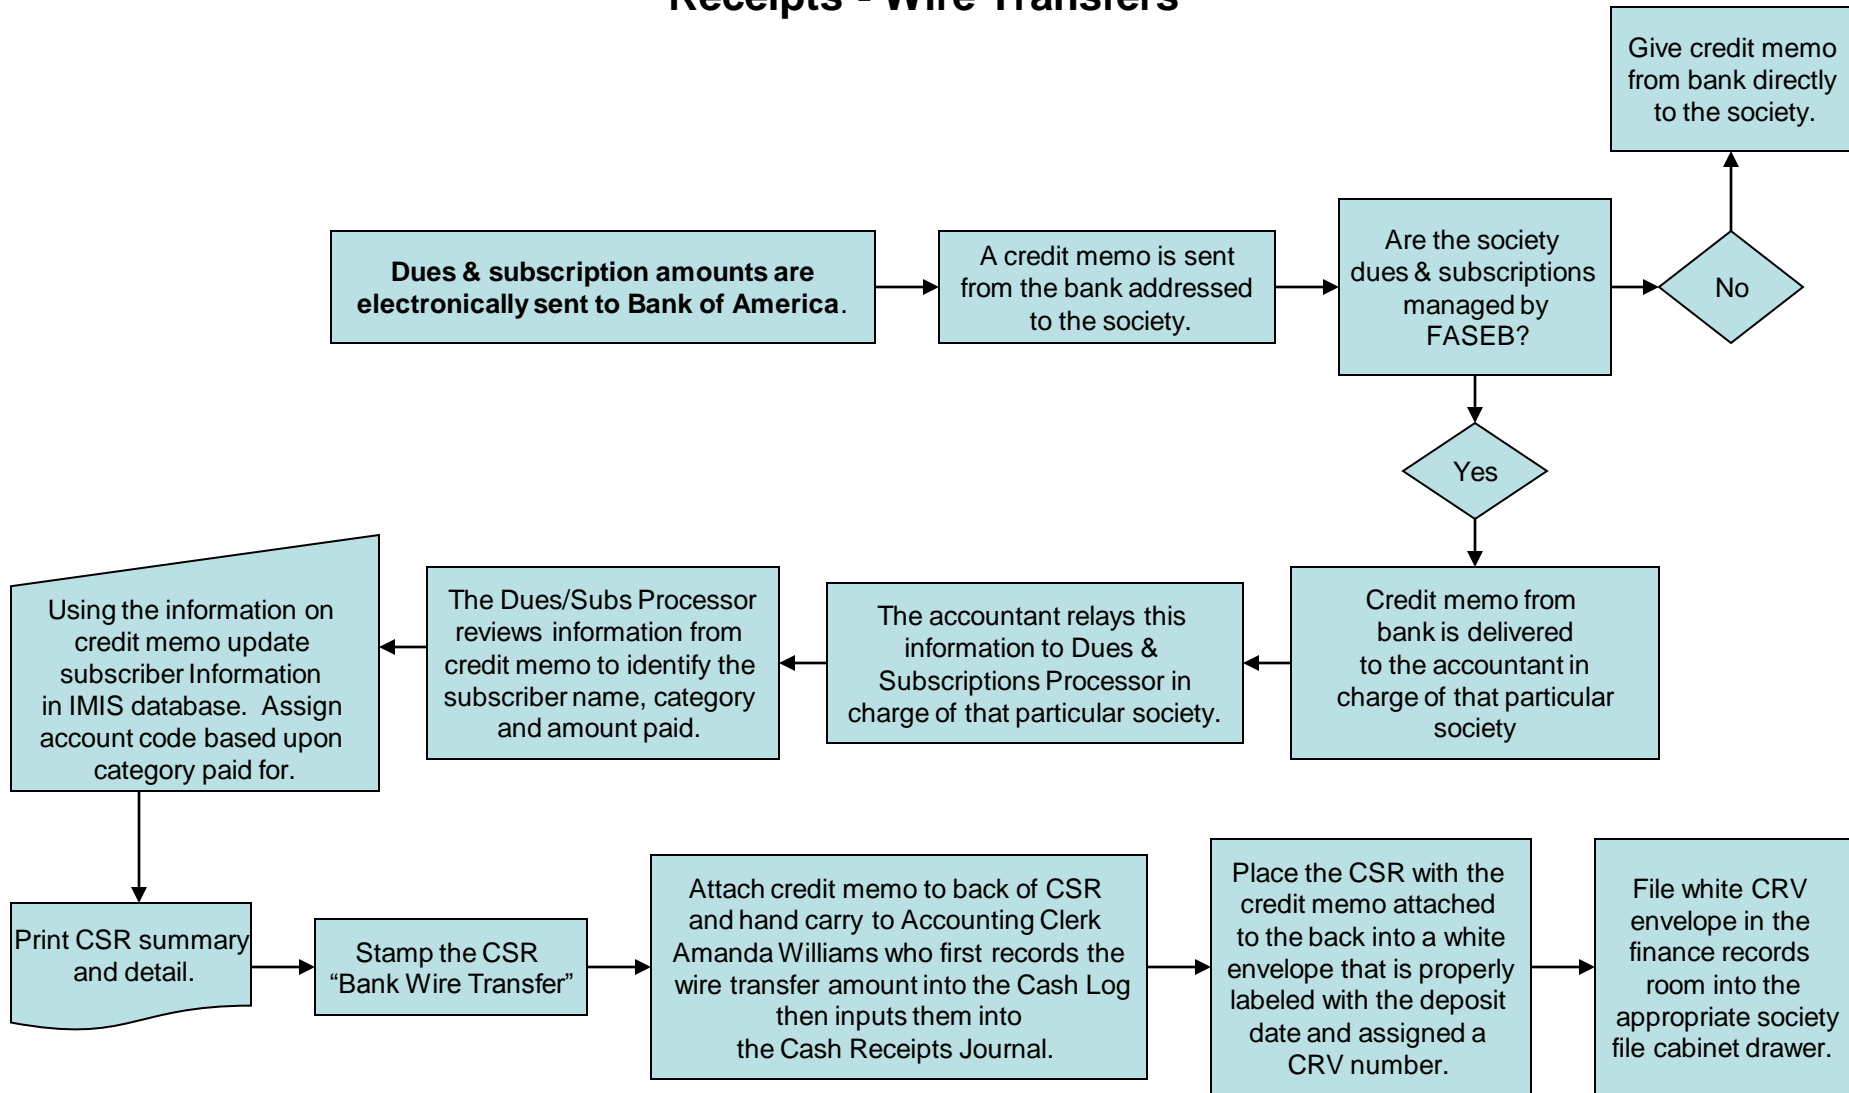 Receipts - Wire Transfers
Give credit memo
from bank directly
to the society.
Dues & subscription amounts are
electronically sent to Bank of America.
A credit memo is sent
from the bank addressed
to the society.
Are the society
dues & subscriptions
managed by
FASEB?
No
Yes
Credit memo from
bank is delivered
to the accountant in
charge of that particular
society
The accountant relays this
information to Dues &
Subscriptions Processor in
charge of that particular society.
The Dues/Subs Processor
reviews information from
credit memo to identify the
subscriber name, category
and amount paid.
Using the information on
credit memo update
subscriber Information
in IMIS database.  Assign
account code based upon
category paid for.
Print CSR summary
and detail.
Stamp the CSR
“Bank Wire Transfer”
Attach credit memo to back of CSR
and hand carry to Accounting Clerk
Amanda Williams who first records the
wire transfer amount into the Cash Log
then inputs them into
the Cash Receipts Journal.
Place the CSR with the
credit memo attached
to the back into a white
envelope that is properly
labeled with the deposit
date and assigned a
CRV number.
File white CRV
envelope in the
finance records
room into the
appropriate society
file cabinet drawer.